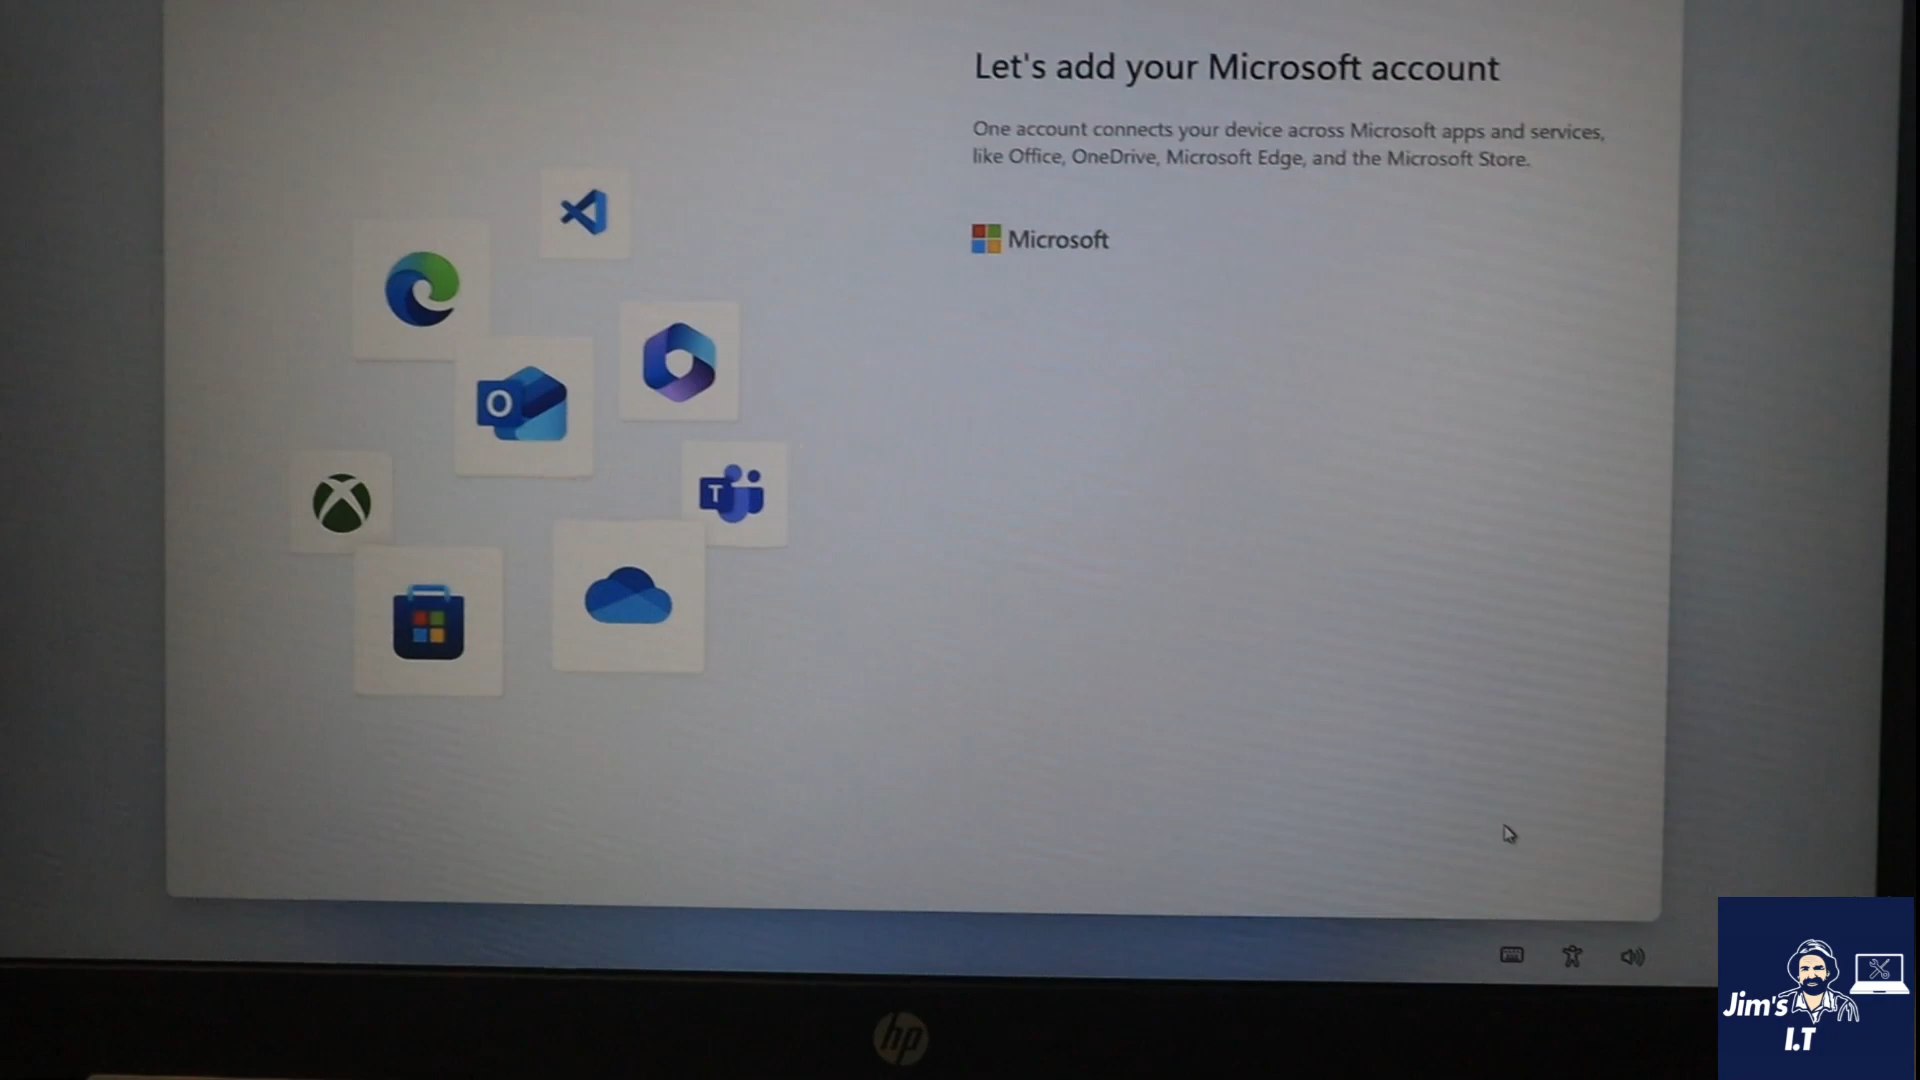 Let's add your Microsoft account
One account connects your device across Microsoft apps and services,
like Office, OneDrive, Microsoft Edge, and the Microsoft Store.
Microsoft
O
T
hp
Jim's
I.T